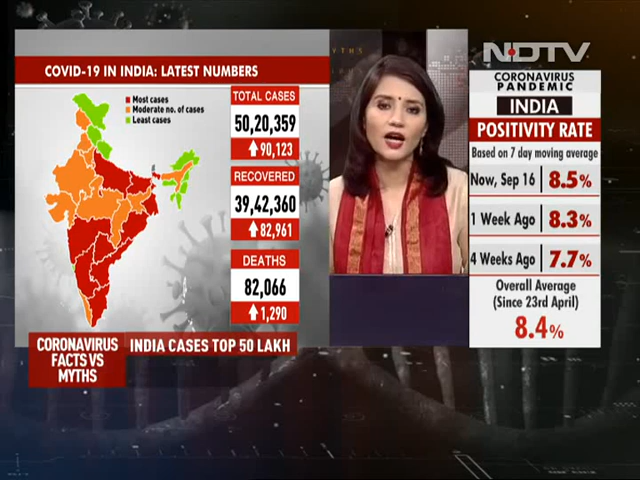 COVID-19 IN INDIA: LATEST NUMBERS
Most cases
Moderate no. of cases
Least cases
TOTAL CASES
50,20,359
90,123
RECOVERED
39,42,360
82,961
DEATHS
82,066
1,290
CORONAVIRUS
FACTS VS
MYTHS
INDIA CASES TOP 50 LAKH
NDTV
CORONAVIRUS
PANDEMIC
INDIA
POSITIVITY RATE
Based on 7 day moving average
Now, Sep 16 8.5%
1 Week Ago 8.3%
4 Weeks Ago 7.7%
Overall Average
(Since 23rd April)
8.4%